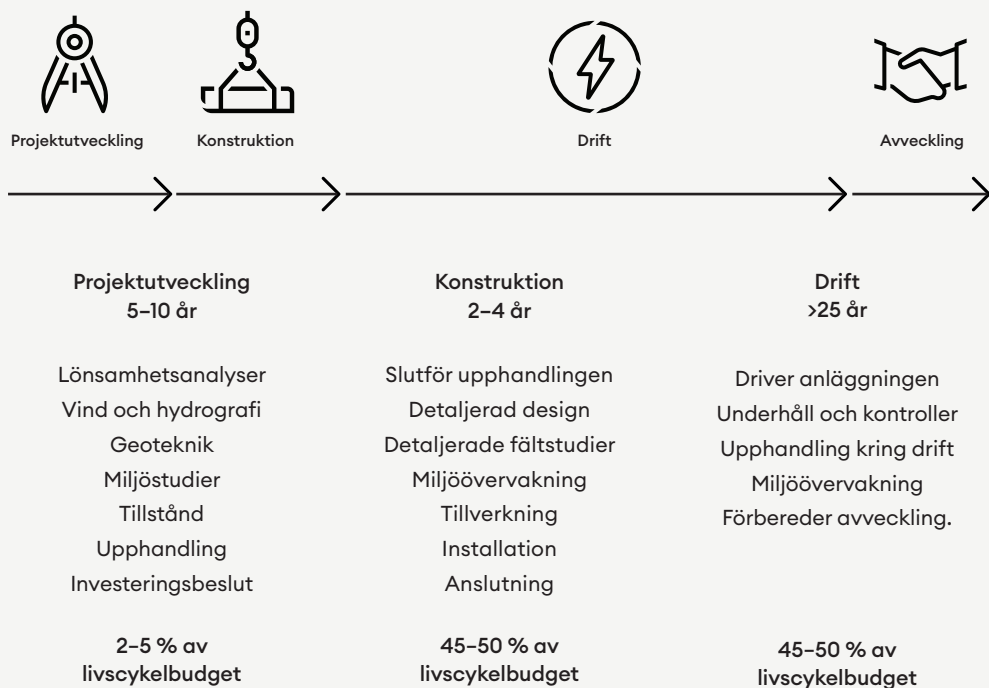 Projektutveckling
Konstruktion
Drift
Avveckling
Projektutveckling
5–10 år
Lönsamhetsanalyser
Vind och hydrografi
Geoteknik
Miljöstudier
Tillstånd
Upphandling
Investeringsbeslut
2–5 % av
livscykelbudget
Konstruktion
2–4 år
Slutför upphandlingen
Detaljerad design
Detaljerade fältstudier
Miljöövervakning
Tillverkning
Installation
Anslutning
45–50 % av
livscykelbudget
Drift
>25 år
Driver anläggningen
Underhåll och kontroller
Upphandling kring drift
Miljöövervakning
Förbereder avveckling.
45–50 % av
livscykelbudget